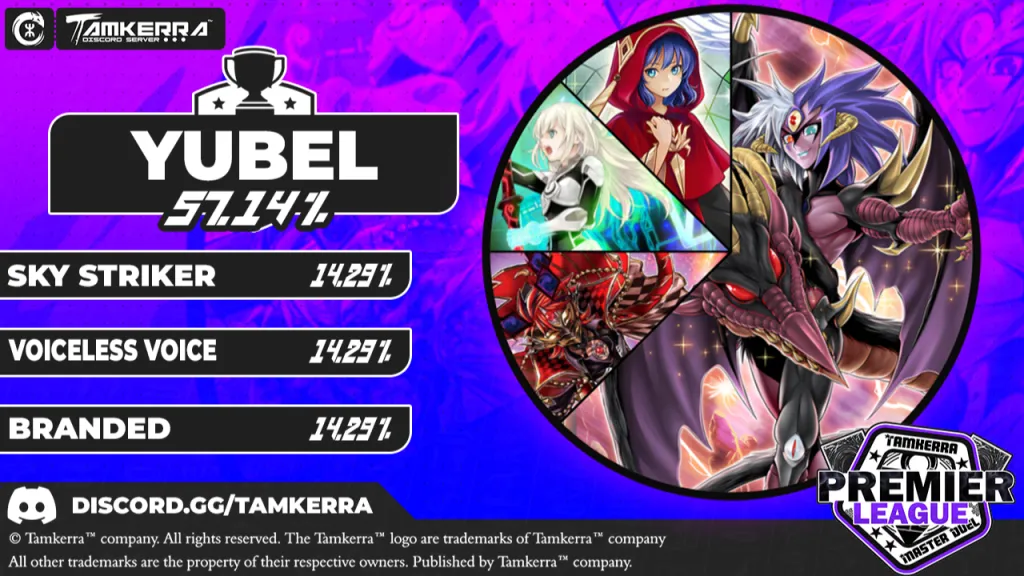 TAMKERRA™
DISCORD SERVER
YUBEL
57.14%
SKY STRIKER 14.29%
VOICELESS VOICE 14.29%
BRANDED 14.29%
DISCORD.GG/TAMKERRA
© Tamkerra™ company. All rights reserved. The Tamkerra™ logo are trademarks of Tamkerra™ company
All other trademarks are the property of their respective owners. Published by Tamkerra™ company.
TAMKERRA
PREMIER
LEAGUE
MASTER DUEL